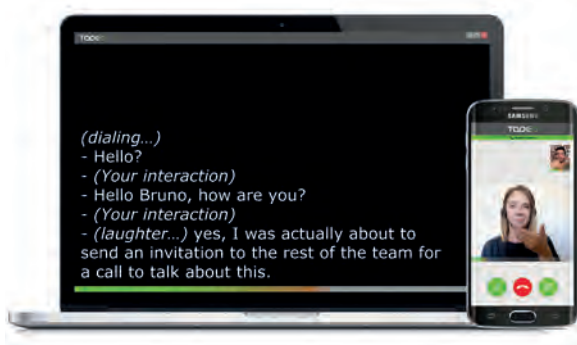 TADEO
(dialing...)
- Hello?
- (Your interaction)
- Hello Bruno, how are you?
- (Your interaction)
- (laughter...) yes, I was actually about to
send an invitation to the rest of the team for
a call to talk about this.
SAMSUNG